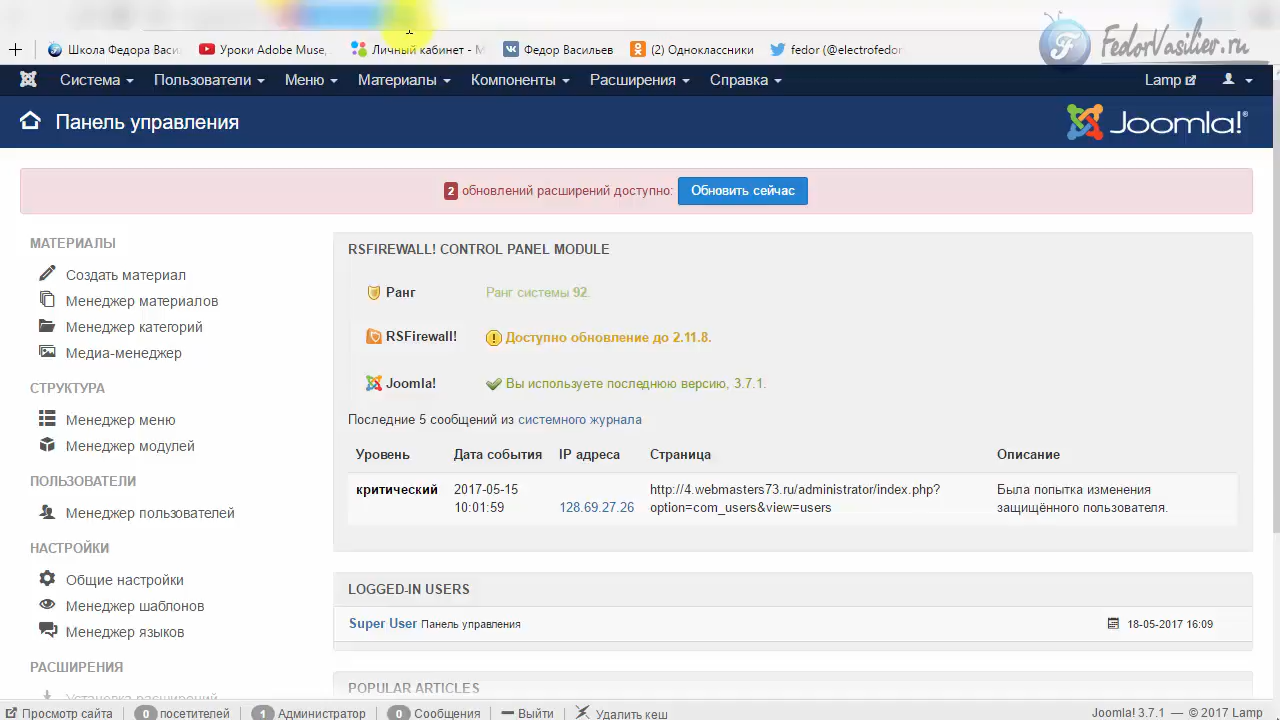 Школа Федора Васи
Уроки Adobe Muse,
Личный кабинет - М
Федор Васильев
(2) Одноклассники
fedor (@electrofedor
FedorVasiliev.ru
Система
Пользователи
Меню
Материалы
Компоненты
Расширения
Справка
Lamp
Панель управления
Joomla!®
2 обновлений расширений доступно: Обновить сейчас
МАТЕРИАЛЫ
Создать материал
Менеджер материалов
Менеджер категорий
Медиа-менеджер
СТРУКТУРА
Менеджер меню
Менеджер модулей
ПОЛЬЗОВАТЕЛИ
Менеджер пользователей
НАСТРОЙКИ
Общие настройки
Менеджер шаблонов
Менеджер языков
РАСШИРЕНИЯ
Установка расширений
RSFIREWALL! CONTROL PANEL MODULE
Ранг Ранг системы 92.
RSFirewall! Доступно обновление до 2.11.8.
Joomla! Вы используете последнюю версию, 3.7.1.
Последние 5 сообщений из системного журнала
Уровень Дата события IP адреса Страница Описание
критический 2017-05-15 http://4.webmasters73.ru/administrator/index.php? Была попытка изменения
10:01:59 128.69.27.26 option=com_users&view=users защищённого пользователя.
LOGGED-IN USERS
Super User Панель управления 18-05-2017 16:09
POPULAR ARTICLES
Просмотр сайта
0 посетителей
1 Администратор
0 Сообщения
Выйти
Удалить кеш
Joomla! 3.7.1 — © 2017 Lamp